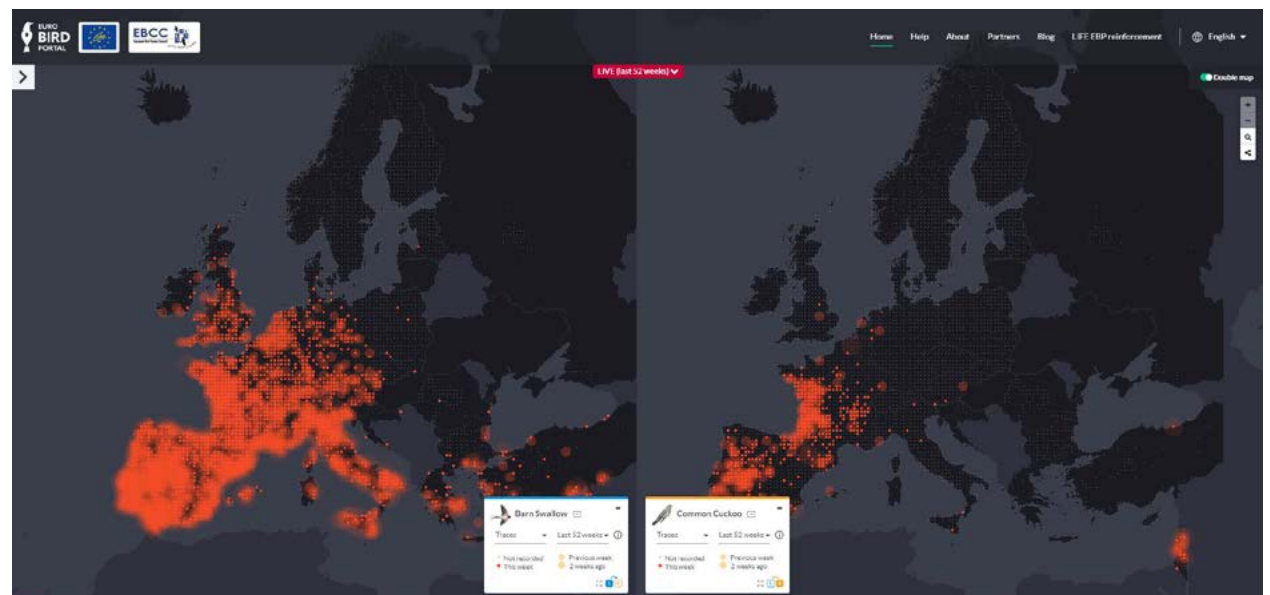 EURO
BIRD
PORTAL
EBCC
Home Help About Partners Blog LIFE EBP reinforcement English
LIVE (last 52 weeks)
Double map
Barn Swallow
Traces Last 52 weeks
Not recorded Previous week
This week 2 weeks ago
Common Cuckoo
Traces Last 52 weeks
Not recorded Previous week
This week 2 weeks ago